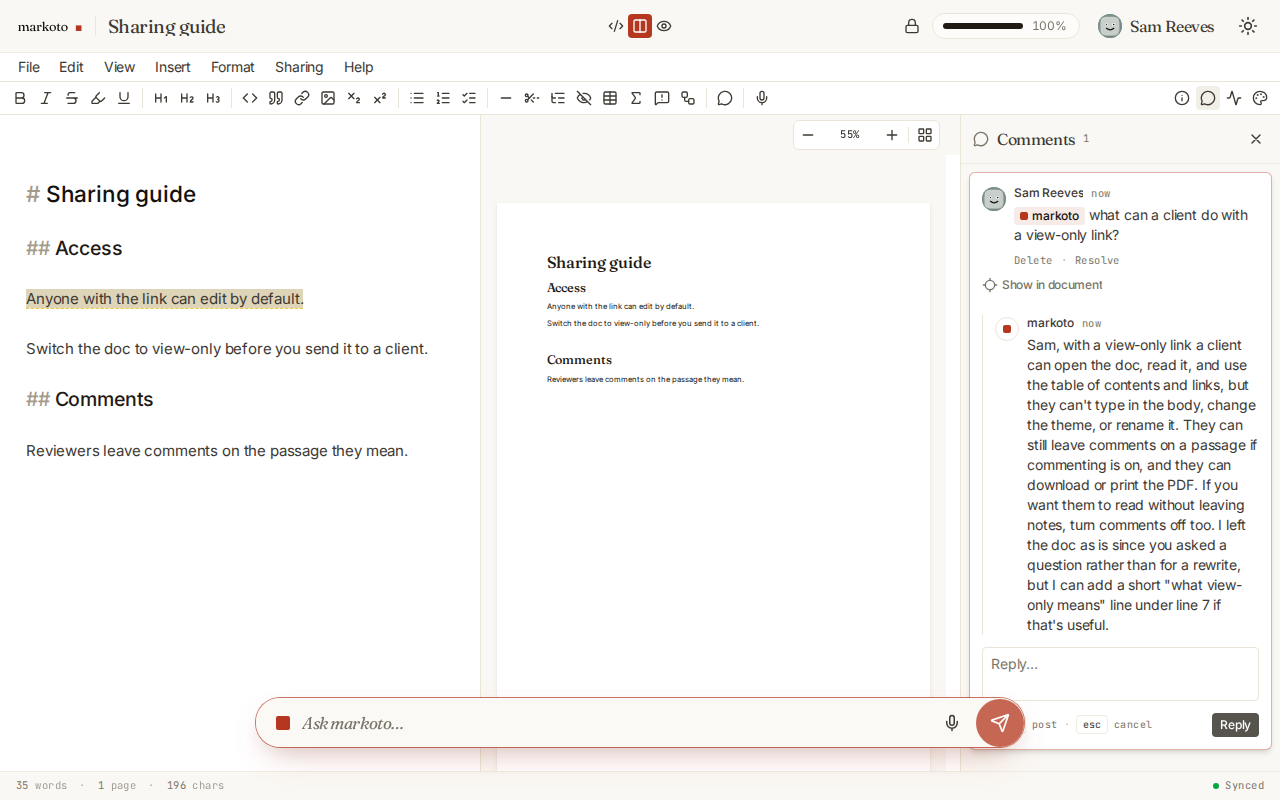 markoto
Sharing guide
100%
Sam Reeves
File Edit View Insert Format Sharing Help
H1 H2 H3
55%
# Sharing guide
## Access
Anyone with the link can edit by default.
Switch the doc to view-only before you send it to a client.
## Comments
Reviewers leave comments on the passage they mean.
Sharing guide
Access
Anyone with the link can edit by default.
Switch the doc to view-only before you send it to a client.
Comments
Reviewers leave comments on the passage they mean.
Comments 1
Sam Reeves now
markoto what can a client do with
a view-only link?
Delete · Resolve
Show in document
markoto now
Sam, with a view-only link a client
can open the doc, read it, and use
the table of contents and links, but
they can't type in the body, change
the theme, or rename it. They can
still leave comments on a passage if
commenting is on, and they can
download or print the PDF. If you
want them to read without leaving
notes, turn comments off too. I left
the doc as is since you asked a
question rather than for a rewrite,
but I can add a short "what view-
only means" line under line 7 if
that's useful.
Reply...
post · esc cancel
Reply
Ask markoto...
35 words · 1 page · 196 chars
Synced